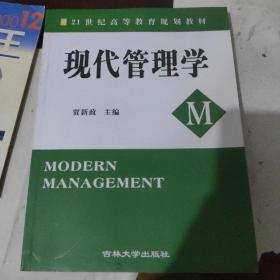 21世纪高等教育规划教材
现代管理学
贾新政 主编
M
MODERN
MANAGEMENT
吉林大学出版社
12